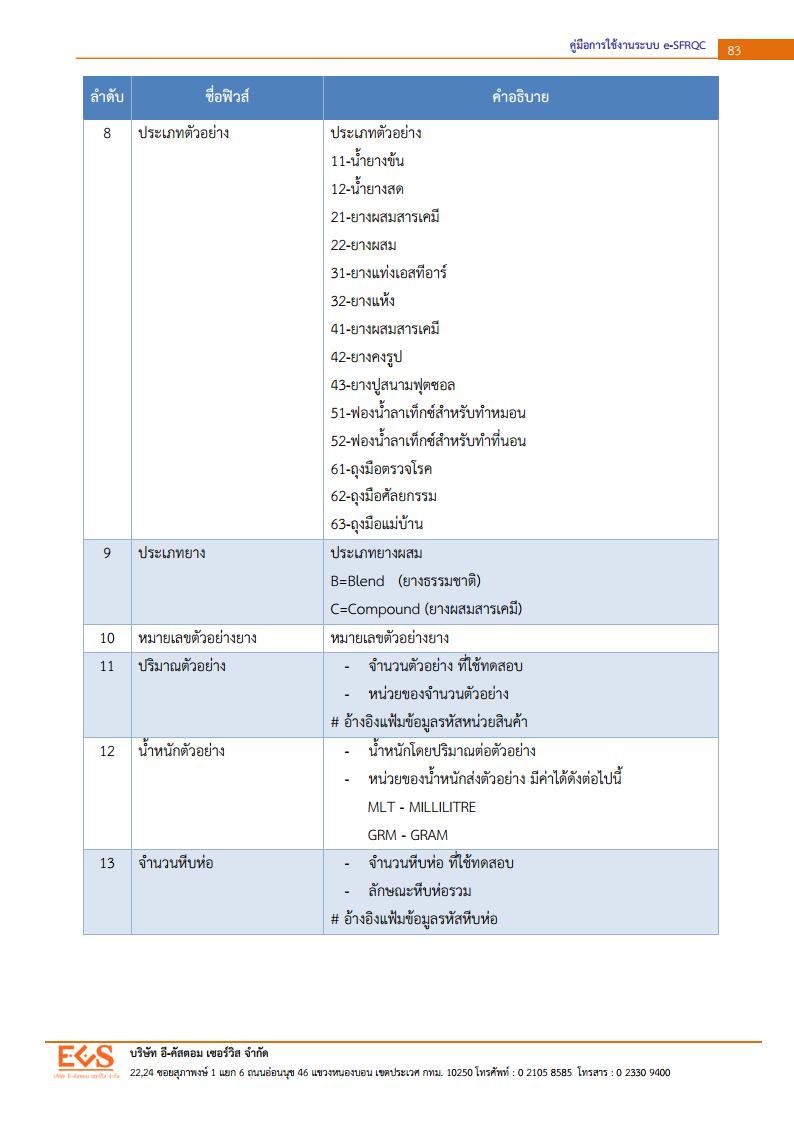 คู่มือการใช้งานระบบ e-SFRQC 83
ลำดับ ชื่อฟิวส์ คำอธิบาย
8 ประเภทตัวอย่าง ประเภทตัวอย่าง
11-น้ำยางข้น
12-น้ำยางสด
21-ยางผสมสารเคมี
22-ยางผสม
31-ยางแท่งเอสทีอาร์
32-ยางแห้ง
41-ยางผสมสารเคมี
42-ยางคงรูป
43-ยางปูสนามฟุตซอล
51-ฟองน้ำลาเท็กซ์สำหรับทำหมอน
52-ฟองน้ำลาเท็กซ์สำหรับทำที่นอน
61-ถุงมือตรวจโรค
62-ถุงมือศัลยกรรม
63-ถุงมือแม่บ้าน
9 ประเภทยาง ประเภทยางผสม
B=Blend (ยางธรรมชาติ)
C=Compound (ยางผสมสารเคมี)
10 หมายเลขตัวอย่างยาง หมายเลขตัวอย่างยาง
11 ปริมาณตัวอย่าง - จำนวนตัวอย่าง ที่ใช้ทดสอบ
- หน่วยของจำนวนตัวอย่าง
# อ้างอิงแฟ้มข้อมูลรหัสหน่วยสินค้า
12 น้ำหนักตัวอย่าง - น้ำหนักโดยปริมาณต่อตัวอย่าง
- หน่วยของน้ำหนักส่งตัวอย่าง มีค่าได้ดังต่อไปนี้
MLT - MILLILITRE
GRM - GRAM
13 จำนวนหีบห่อ - จำนวนหีบห่อ ที่ใช้ทดสอบ
- ลักษณะหีบห่อรวม
# อ้างอิงแฟ้มข้อมูลรหัสหีบห่อ
ECS
บริษัท อี-คัสตอม เซอร์วิส จำกัด
บริษัท อี-คัสตอม เซอร์วิส จำกัด
22,24 ซอยสุภาพงษ์ 1 แยก 6 ถนนอ่อนนุช 46 แขวงหนองบอน เขตประเวศ กทม. 10250 โทรศัพท์ : 0 2105 8585 โทรสาร : 0 2330 9400